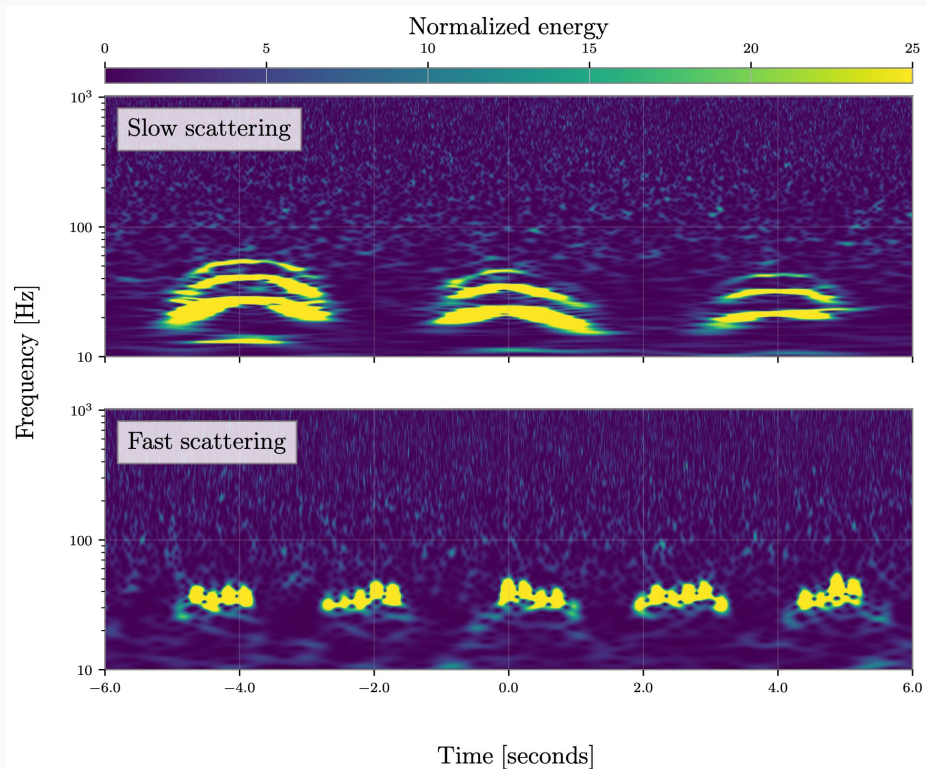 Normalized energy
0 5 10 15 20 25
10³
Slow scattering
100
10
Frequency [Hz]
10³
Fast scattering
100
10
−6.0 −4.0 −2.0 0.0 2.0 4.0 6.0
Time [seconds]